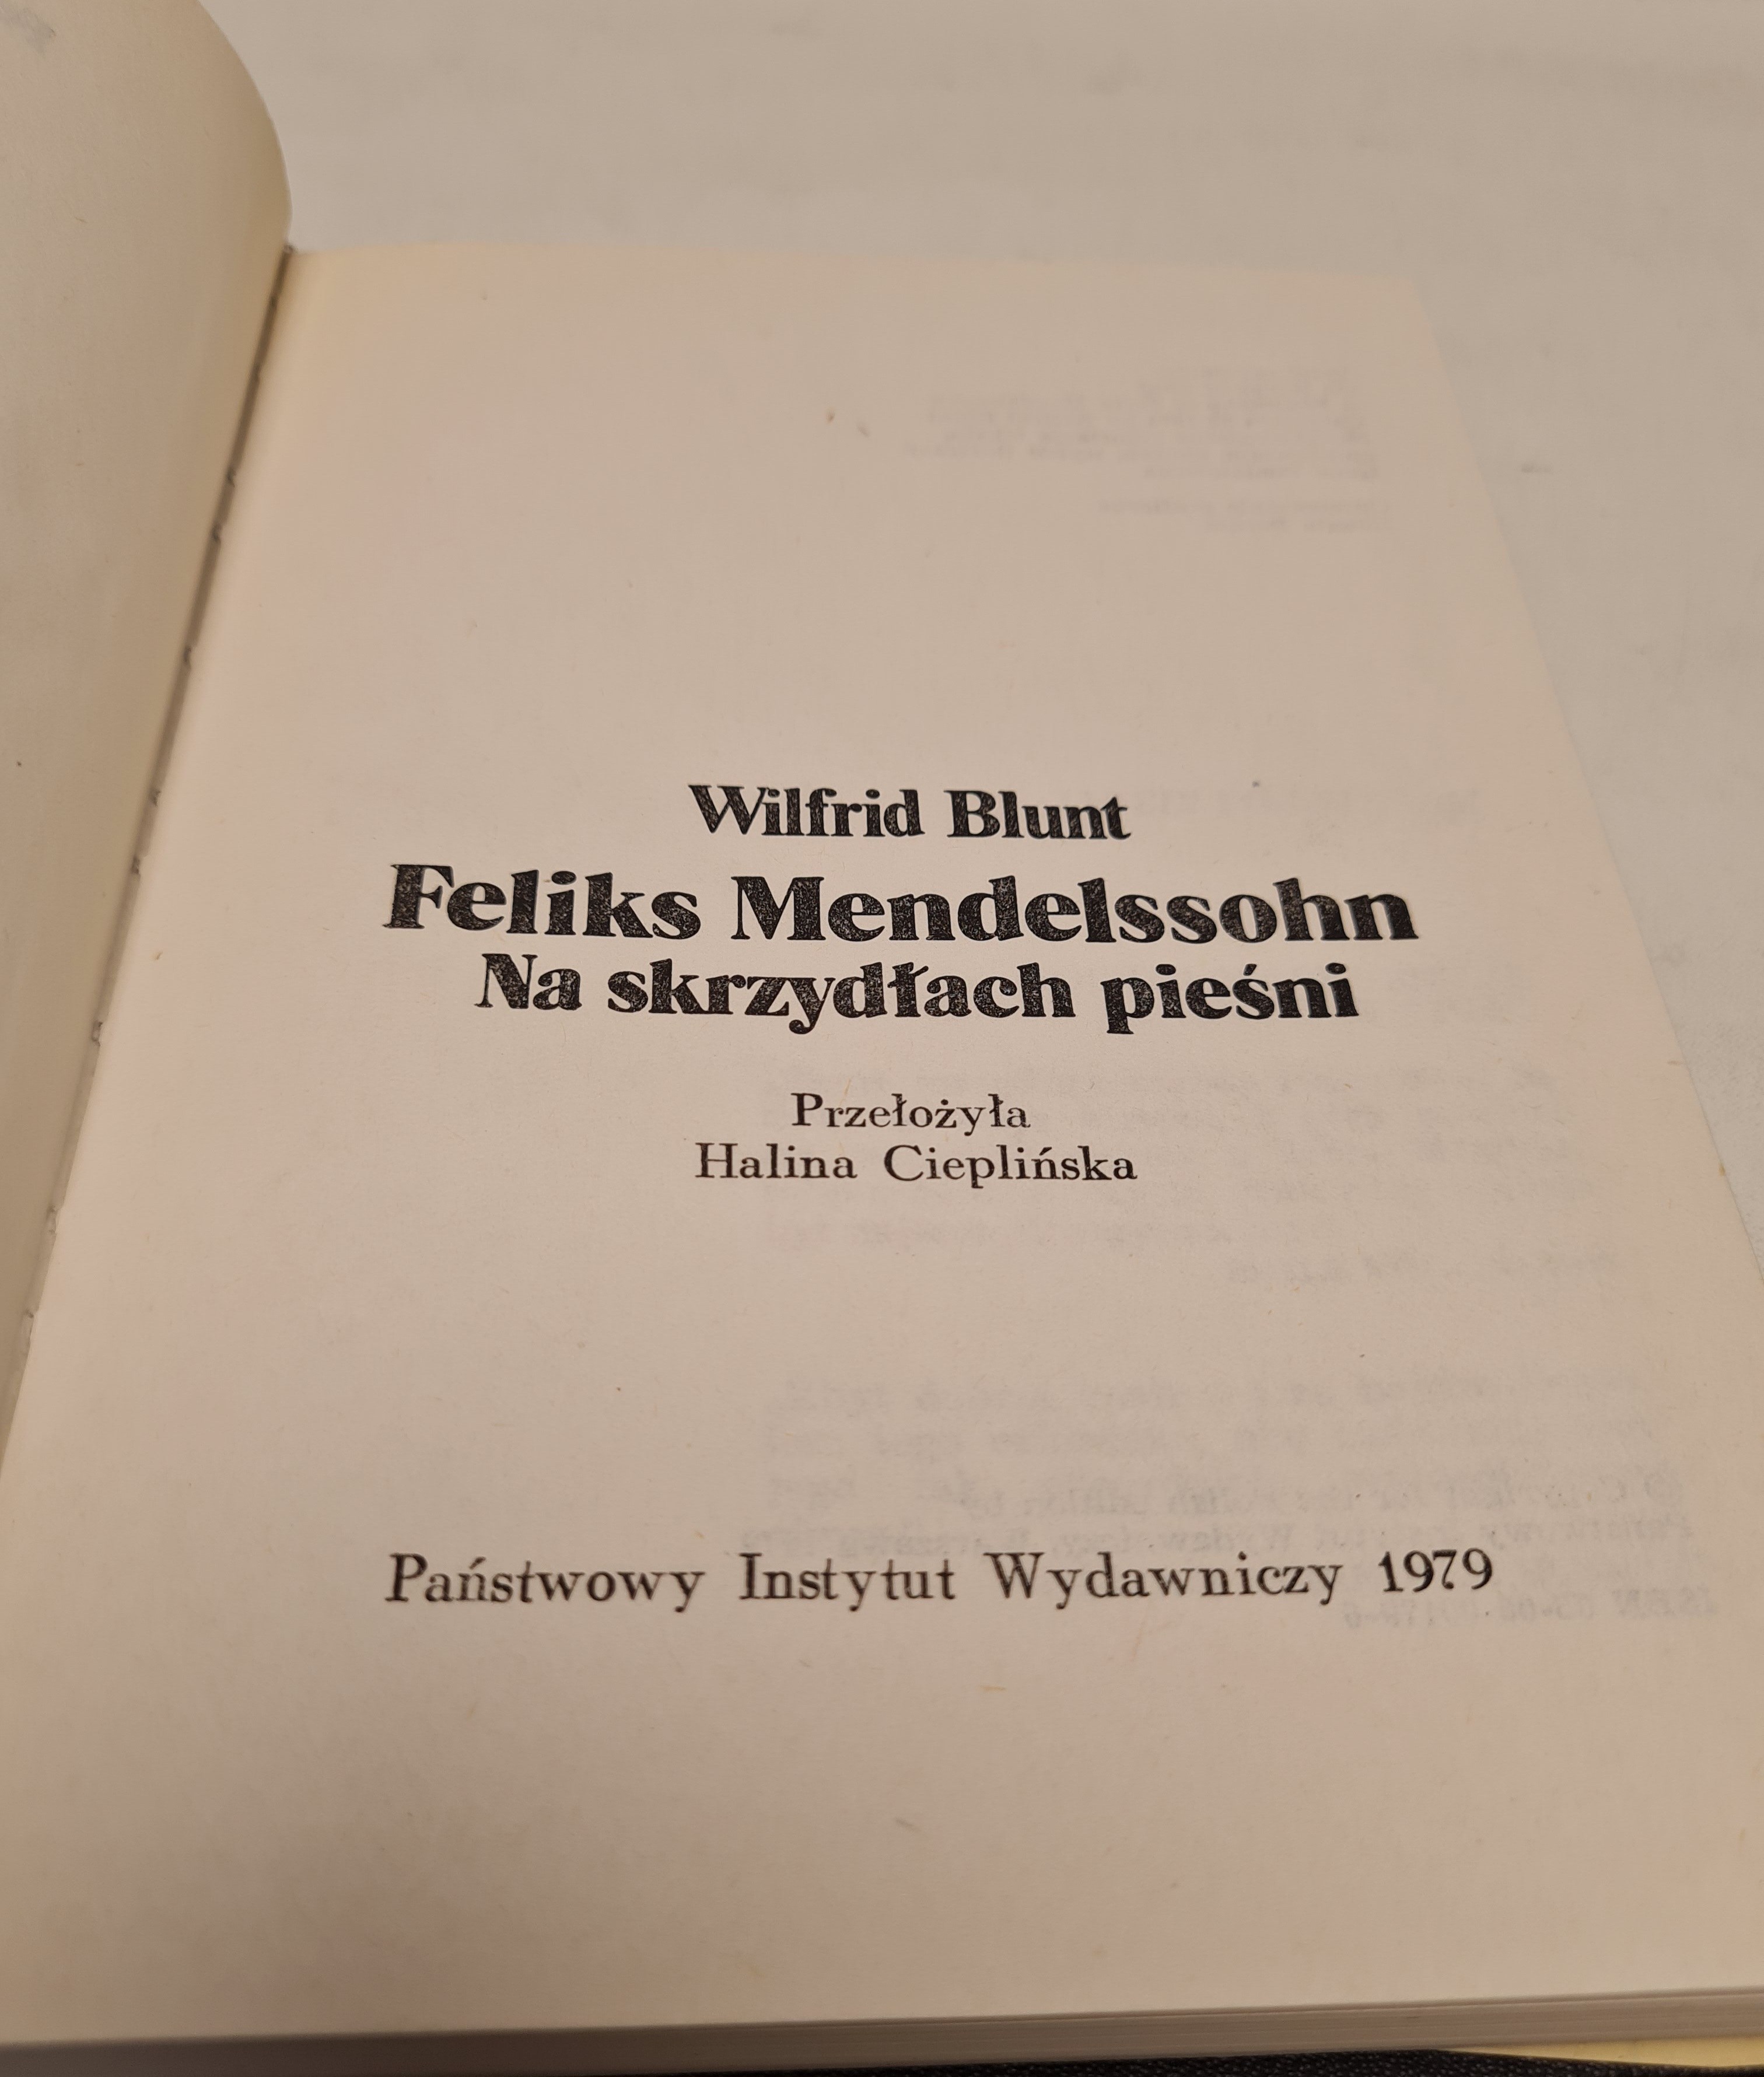 Wilfrid Blunt
Feliks Mendelssohn
Na skrzydłach pieśni
Przełożyła
Halina Cieplińska
Państwowy Instytut Wydawniczy 1979